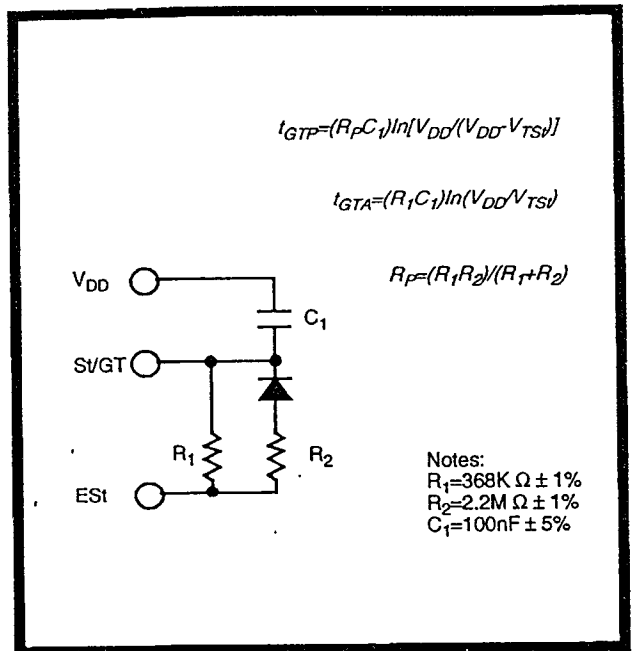 tGTP=(RPC1)ln[VDD/(VDD-VTSt)]
tGTA=(R1C1)ln(VDD/VTSt)
RP=(R1R2)/(R1+R2)
VDD
C1
St/GT
R1
R2
ESt
Notes:
R1=368K Ω ± 1%
R2=2.2M Ω ± 1%
C1=100nF ± 5%